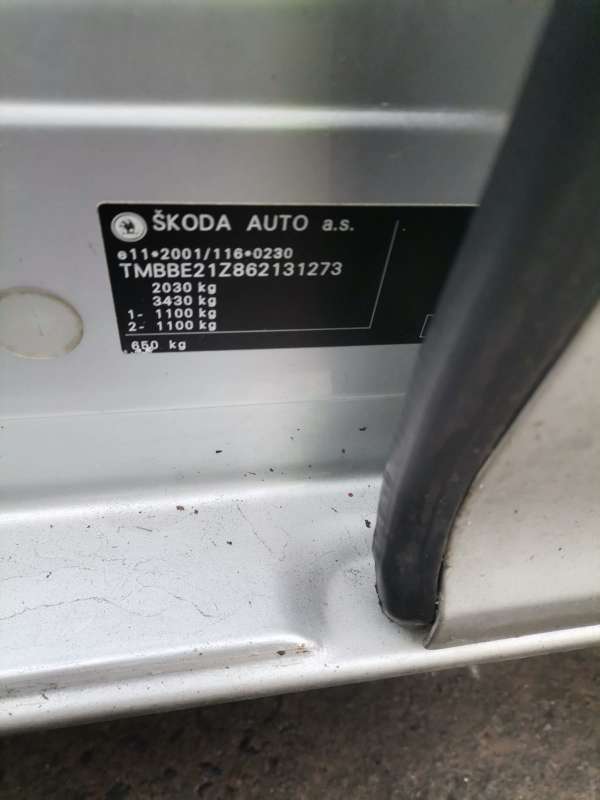 ŠKODA AUTO a.s.
e11*2001/116*0230
TMBBE21Z862131273
2030 kg
3430 kg
1- 1100 kg
2- 1100 kg
650 kg